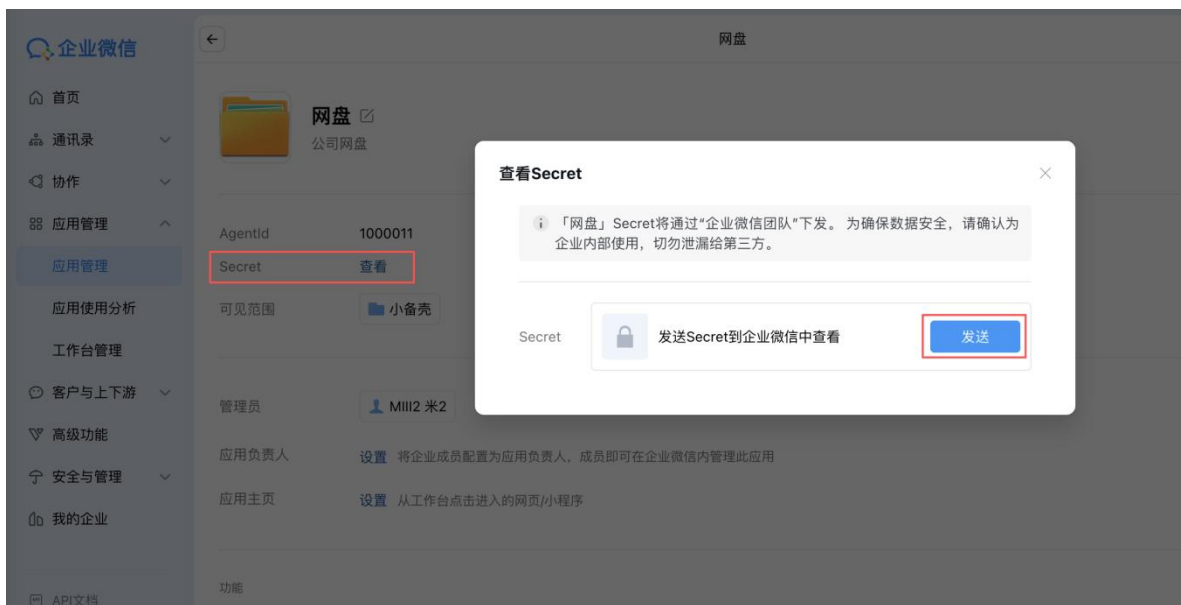 企业微信
网盘
首页
通讯录
协作
应用管理
应用管理
应用使用分析
工作台管理
客户与上下游
高级功能
安全与管理
我的企业
API文档
网盘
公司网盘
AgentId 1000011
Secret 查看
可见范围 小备壳
管理员 MIII2 米2
应用负责人 设置 将企业成员配置为应用负责人，成员即可在企业微信内管理此应用
应用主页 设置 从工作台点击进入的网页/小程序
功能
查看Secret
「网盘」Secret将通过“企业微信团队”下发。 为确保数据安全，请确认为
企业内部使用，切勿泄漏给第三方。
Secret 发送Secret到企业微信中查看 发送